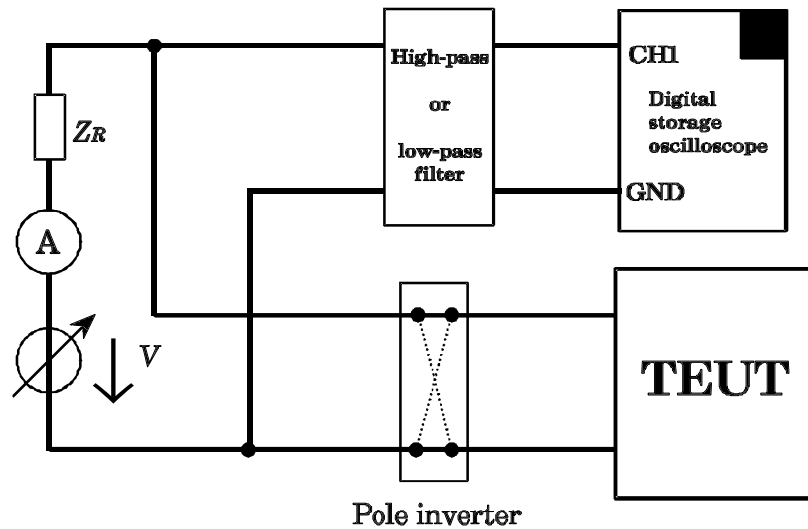 High-pass
or
low-pass
filter
CH1
Digital
storage
oscilloscope
GND
ZR
A
V
TEUT
Pole inverter